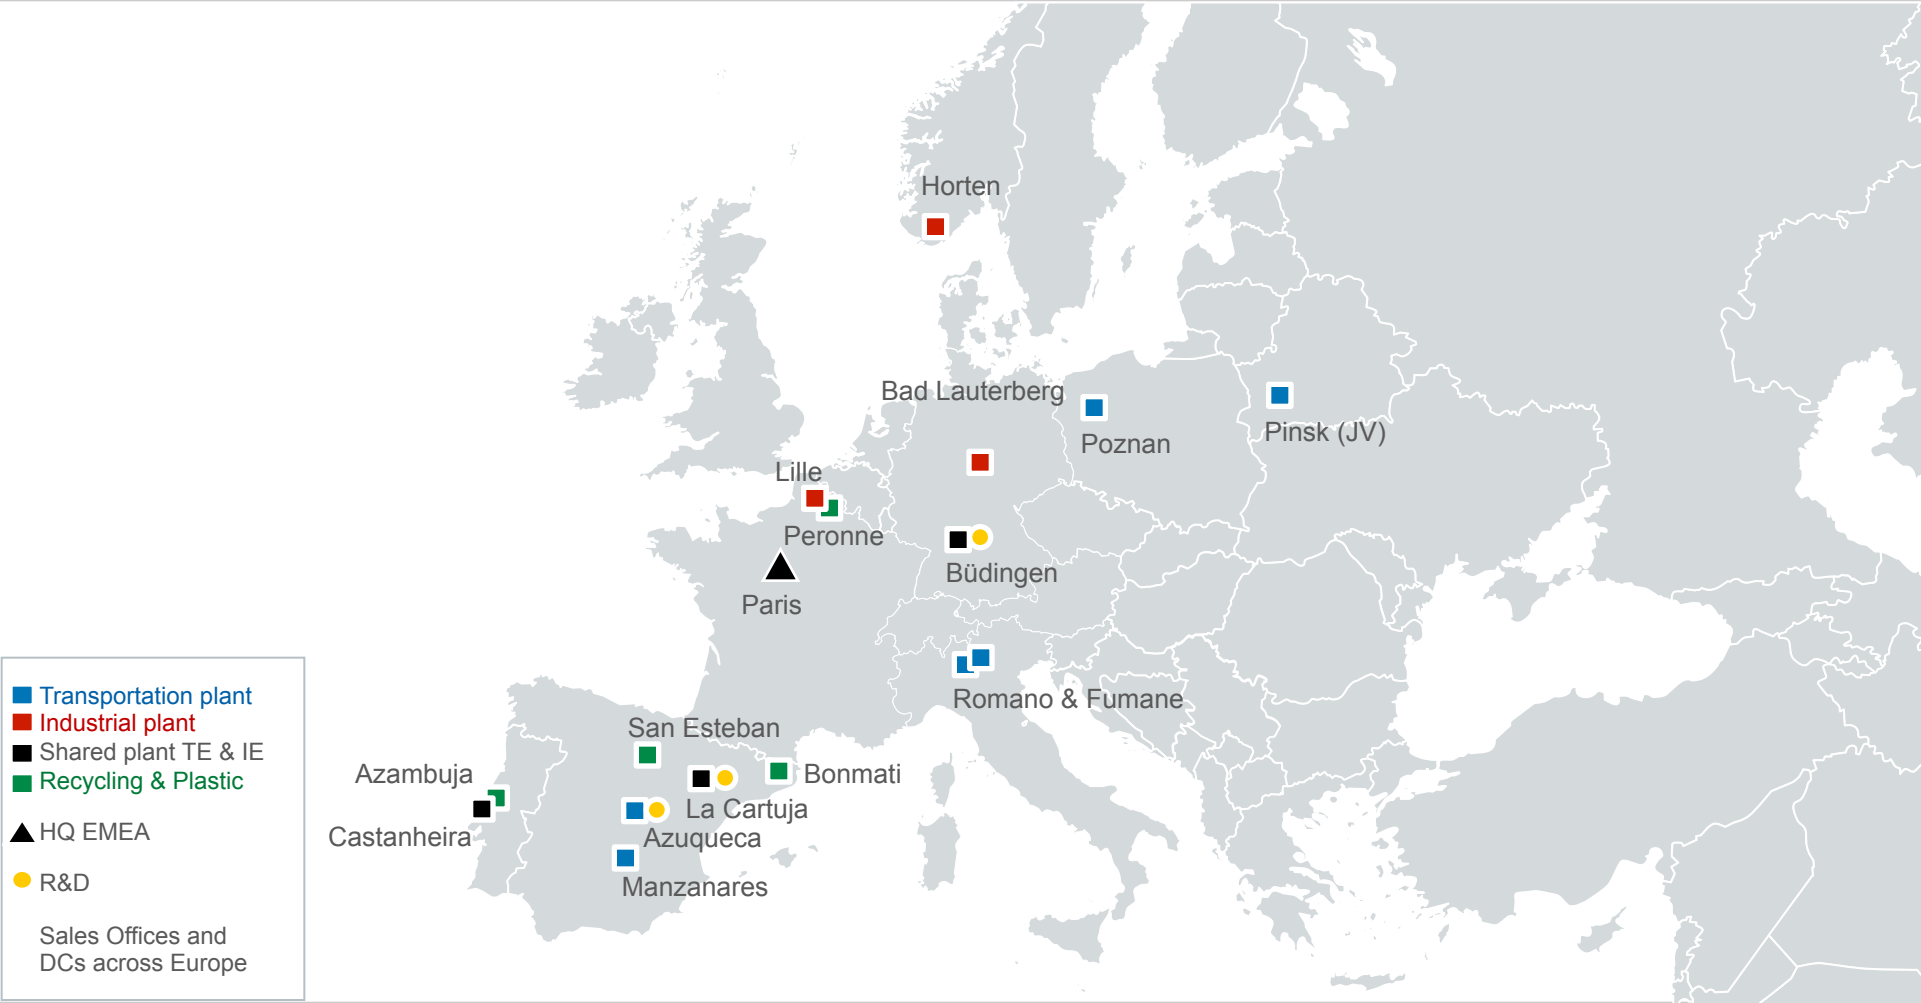 Horten
Bad Lauterberg
Poznan
Pinsk (JV)
Lille
Peronne
Büdingen
Paris
Romano & Fumane
San Esteban
Azambuja
Bonmati
La Cartuja
Castanheira
Azuqueca
Manzanares
Transportation plant
Industrial plant
Shared plant TE & IE
Recycling & Plastic
HQ EMEA
R&D
Sales Offices and
DCs across Europe